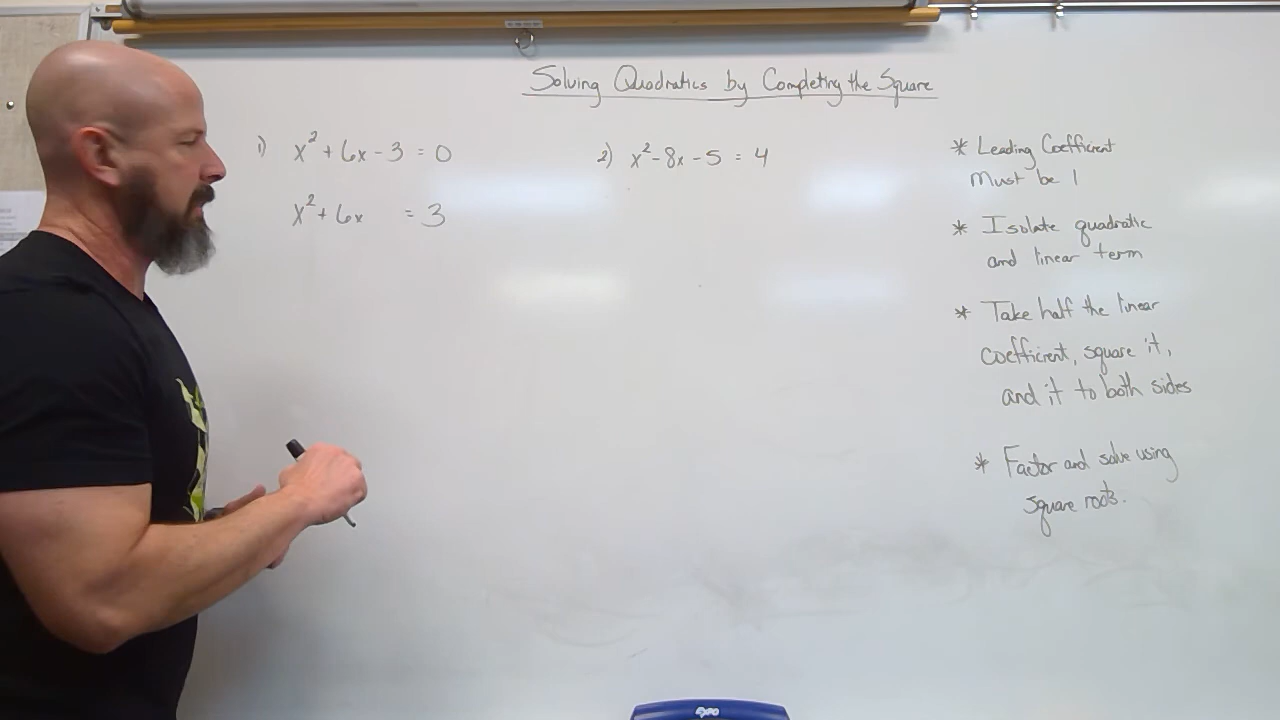 Solving Quadratics by Completing the Square
1) x² + 6x - 3 = 0
x² + 6x = 3
2) x² - 8x - 5 = 4
* Leading Coefficient
Must be 1
* Isolate quadratic
and linear term
* Take half the linear
coefficient, square it,
and it to both sides
* Factor and solve using
square roots.
EXPO